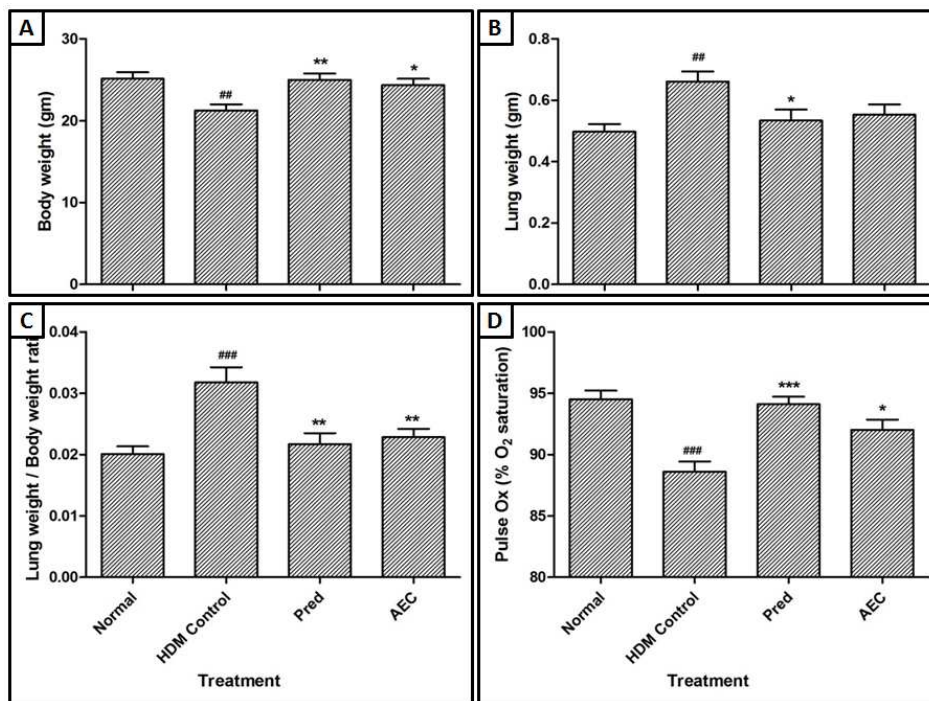 A
Body weight (gm)
30
20
10
0
##
**
*
B
Lung weight (gm)
0.8
0.6
0.4
0.2
0.0
##
*
C
Lung weight / Body weight rati
0.04
0.03
0.02
0.01
0.00
###
**
**
Normal
HDM Control
Pred
AEC
Treatment
D
Pulse Ox (% O₂ saturation)
100
95
90
85
80
###
***
*
Normal
HDM Control
Pred
AEC
Treatment